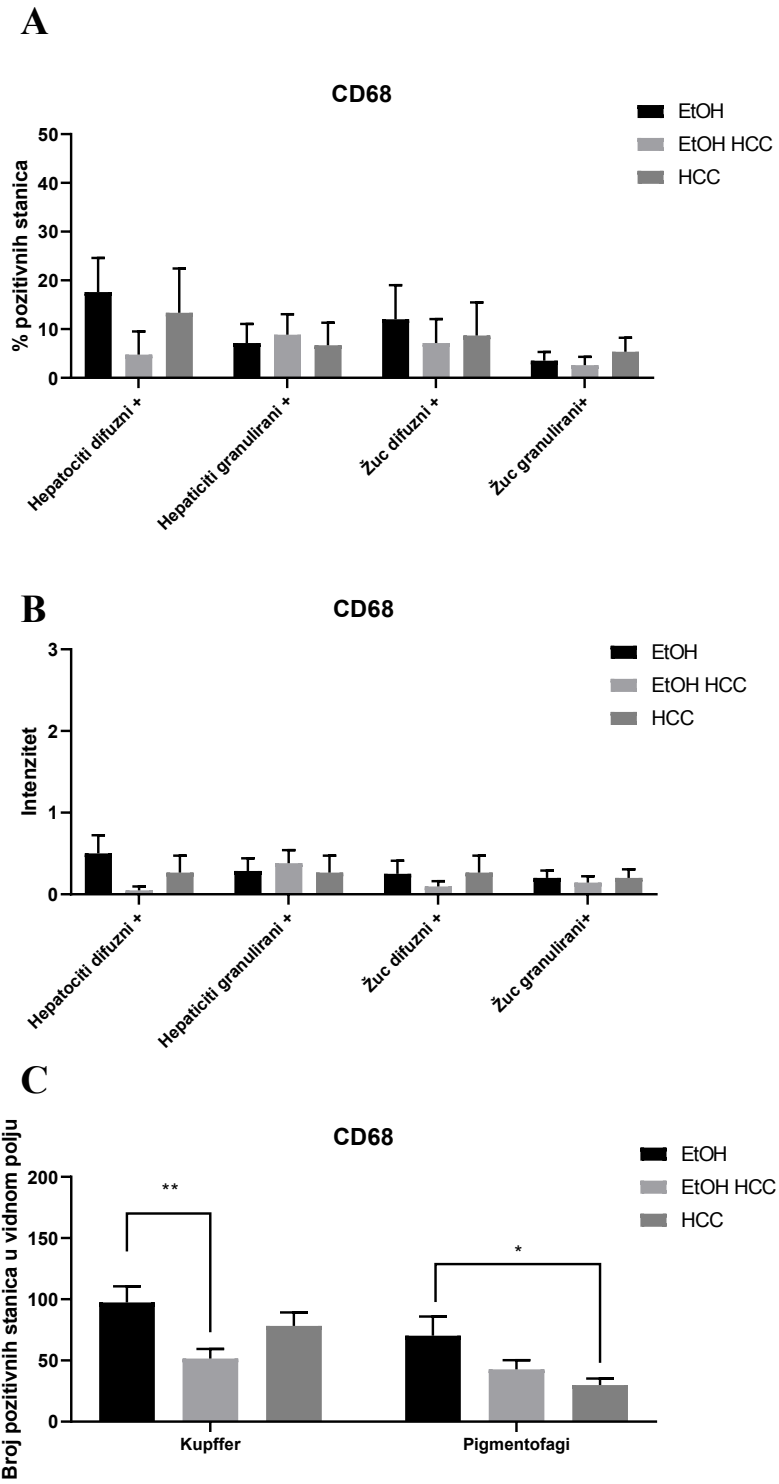 A
CD68
EtOH
EtOH HCC
HCC
% pozitivnih stanica
50
40
30
20
10
0
Hepatociti difuzni +
Hepaticiti granulirani +
Žuc difuzni +
Žuc granulirani+
B
CD68
EtOH
EtOH HCC
HCC
Intenzitet
3
2
1
0
Hepatociti difuzni +
Hepaticiti granulirani +
Žuc difuzni +
Žuc granulirani+
C
CD68
EtOH
EtOH HCC
HCC
Broj pozitivnih stanica u vidnom polju
200
150
100
50
0
**
*
Kupffer
Pigmentofagi